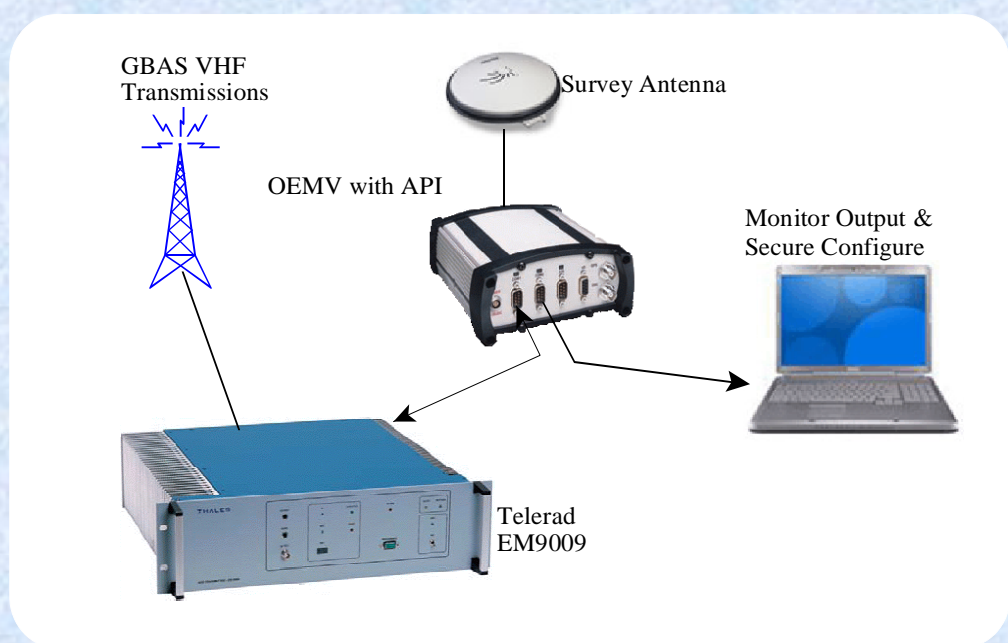 GBAS VHF
Transmissions
Survey Antenna
OEMV with API
Monitor Output &
Secure Configure
THALES
Telerad
EM9009